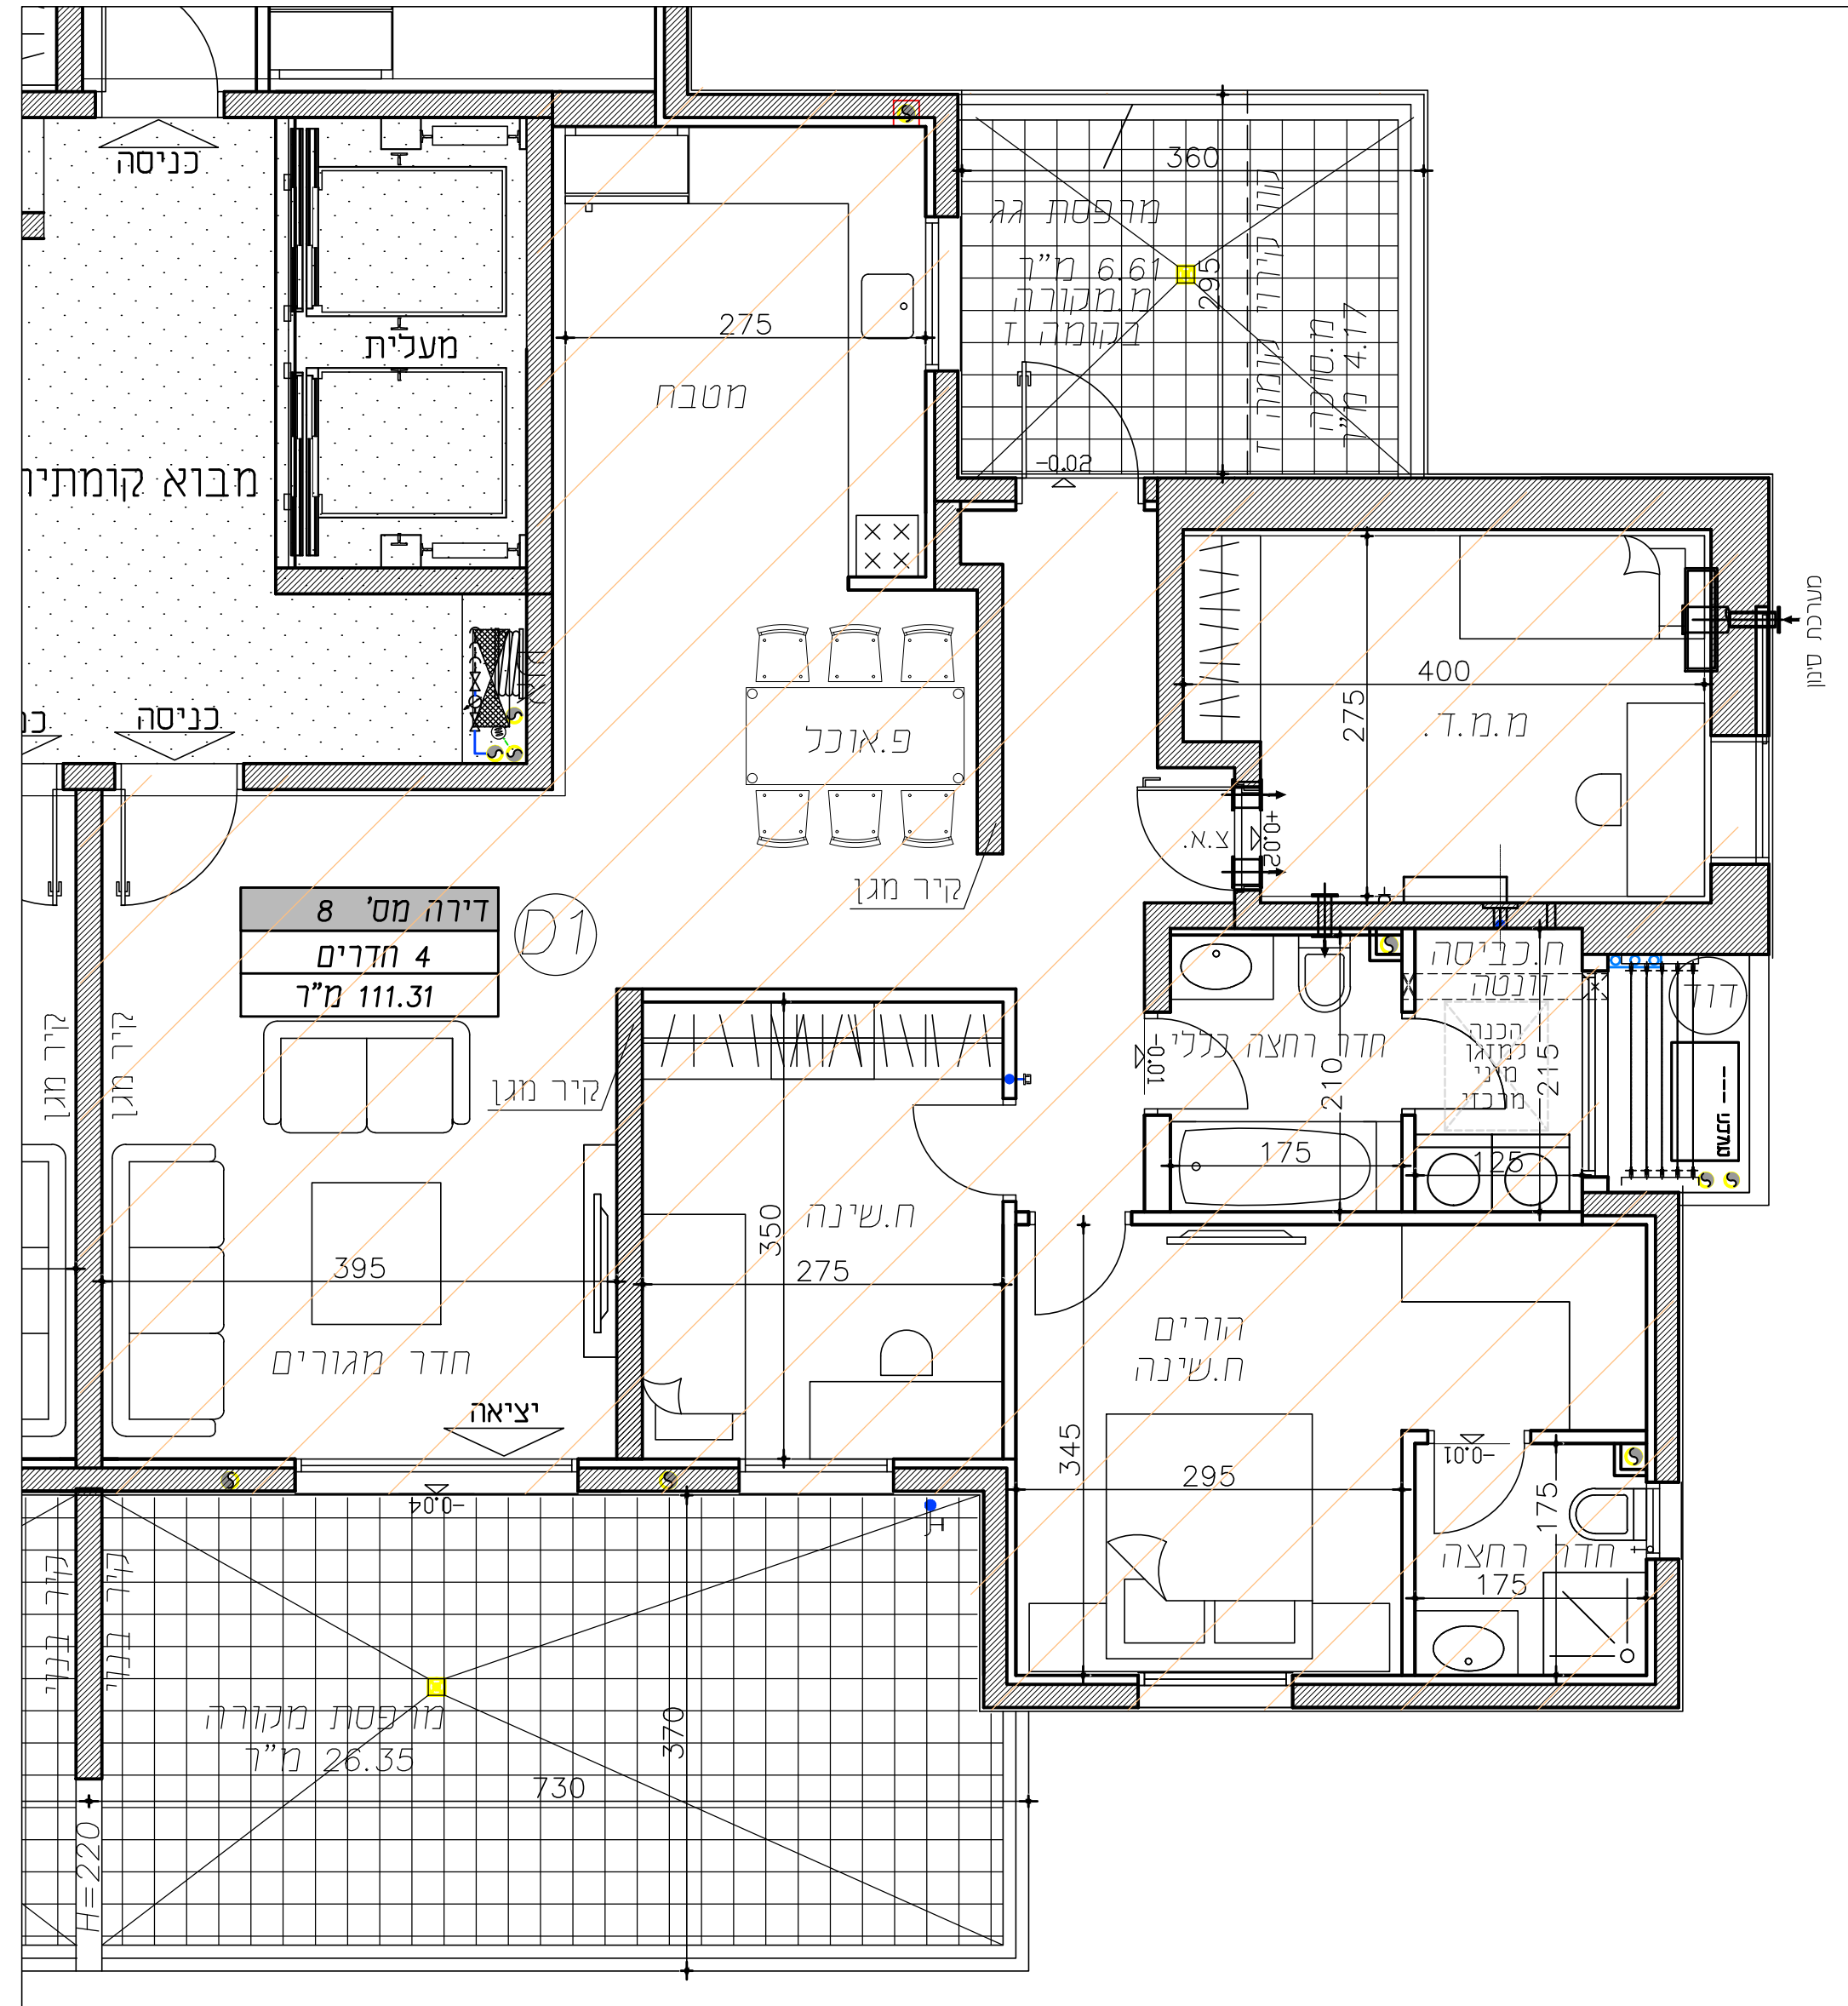 כניסה
360
מרפסת גג
6.61 מ"ר
מ.מקורה
בקומה ז
295
קווי קירוי קומה ז
מ.סוכה
4.17 מ"ר
275
מעלית
מטבח
מבוא קומתי
-0.02
מערכת סינון
400
275
מ.מ.ד.
כניסה
פ.אוכל
צ.א.
+0.02
קיר מגן
דירה מס' 8
4 חדרים
111.31 מ"ר
D1
ח.כביסה
וונטה
דוד
קיר מגן
קיר מגן
קיר מגן
חדר רחצה כללי
-0.01
210
הכנה
למזגן
מיני
מרכזי
215
175
125
ח.שינה
350
275
395
חדר מגורים
יציאה
הורים
ח.שינה
345
295
-0.01
175
חדר רחצה
175
-0.04
קיר בנוי
קיר בנוי
מרפסת מקורה
26.35 מ"ר
370
730
H=220